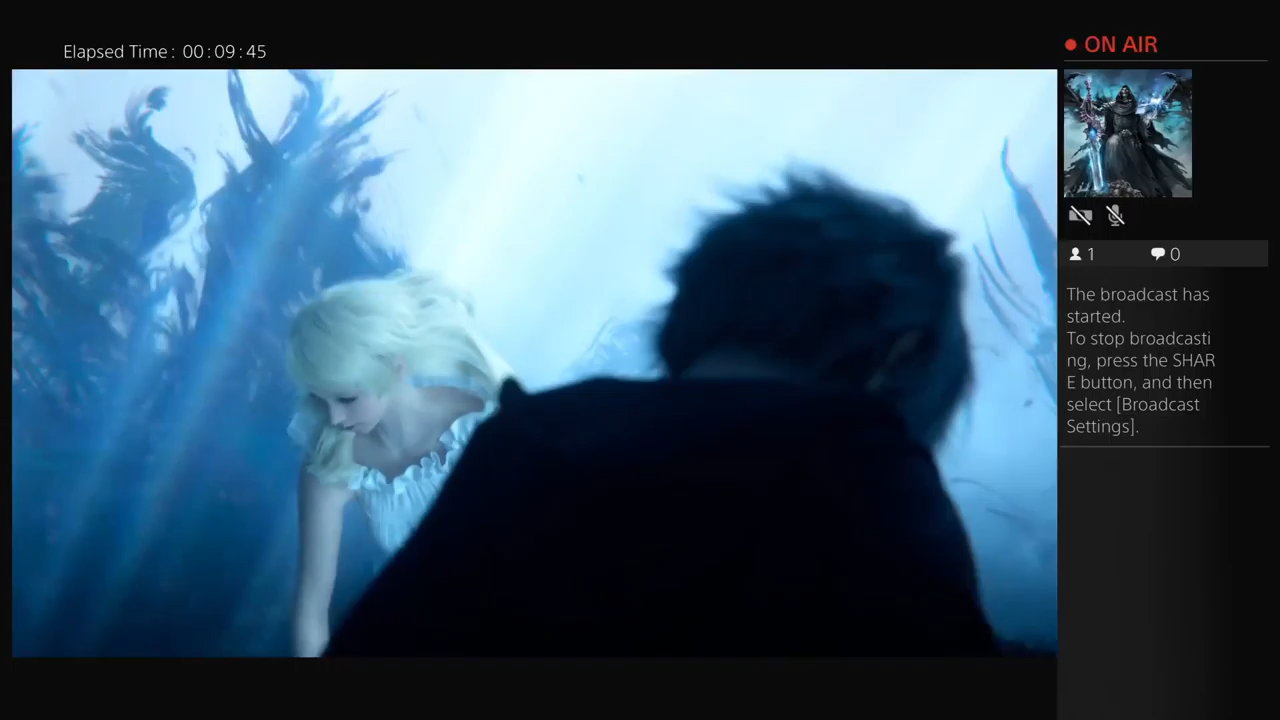 Elapsed Time: 00:09:45
ON AIR
1
0
The broadcast has
started.
To stop broadcasti
ng, press the SHAR
E button, and then
select [Broadcast
Settings].